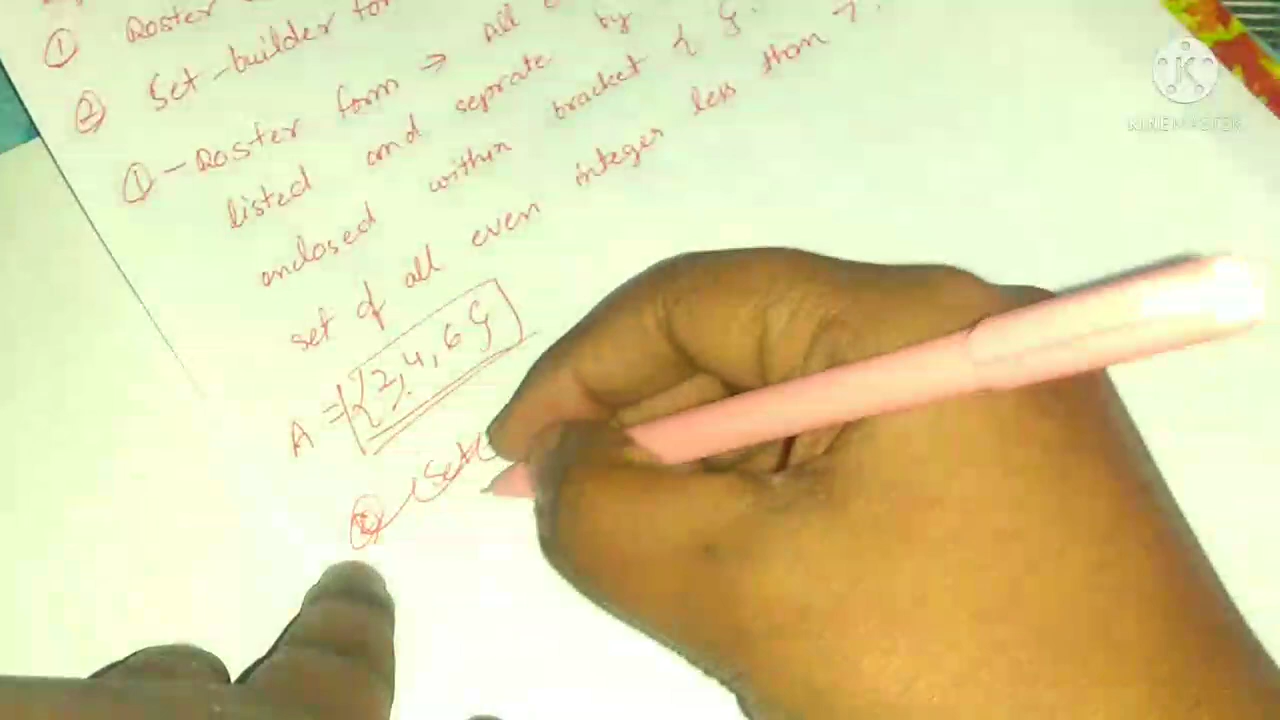 ① Roster
② Set-builder for
①-Roster form → all
listed and seprate by
enclosed within bracket { }.
set of all even integer less than 7.
A = {2,4,6}
② Set
KINEMASTER